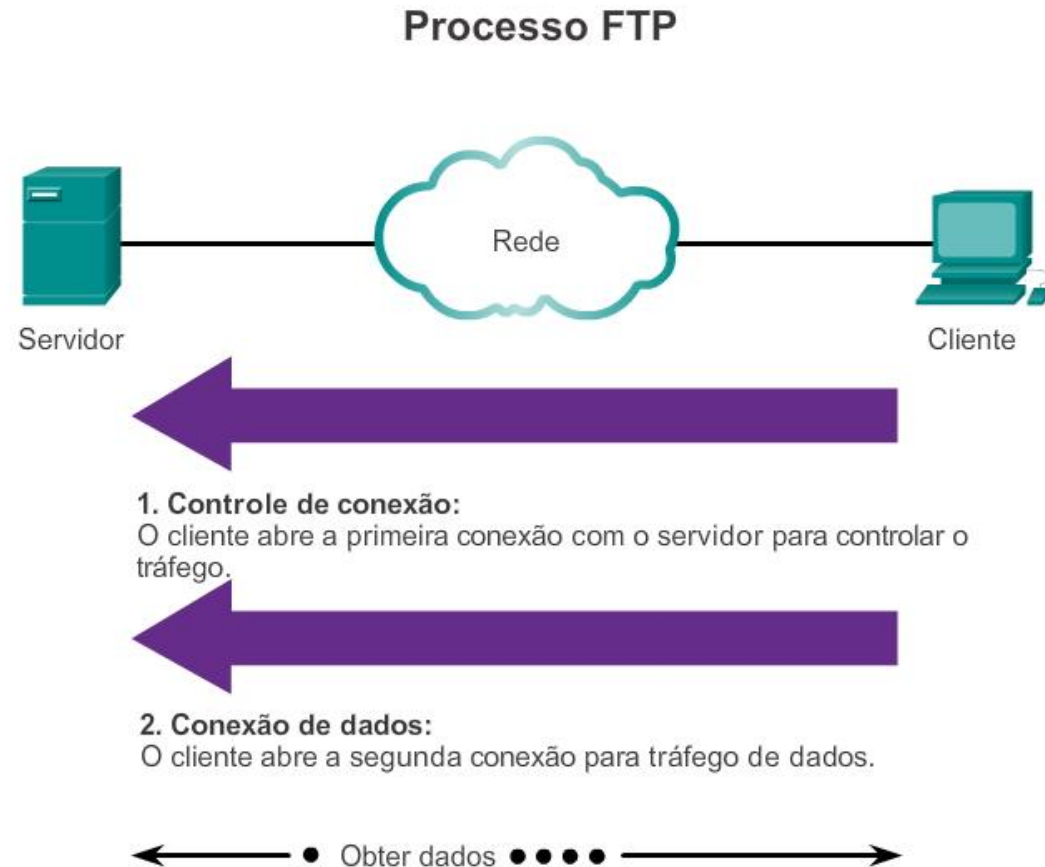 Processo FTP
Rede
Servidor
Cliente
1. Controle de conexão:
O cliente abre a primeira conexão com o servidor para controlar o
tráfego.
2. Conexão de dados:
O cliente abre a segunda conexão para tráfego de dados.
Obter dados